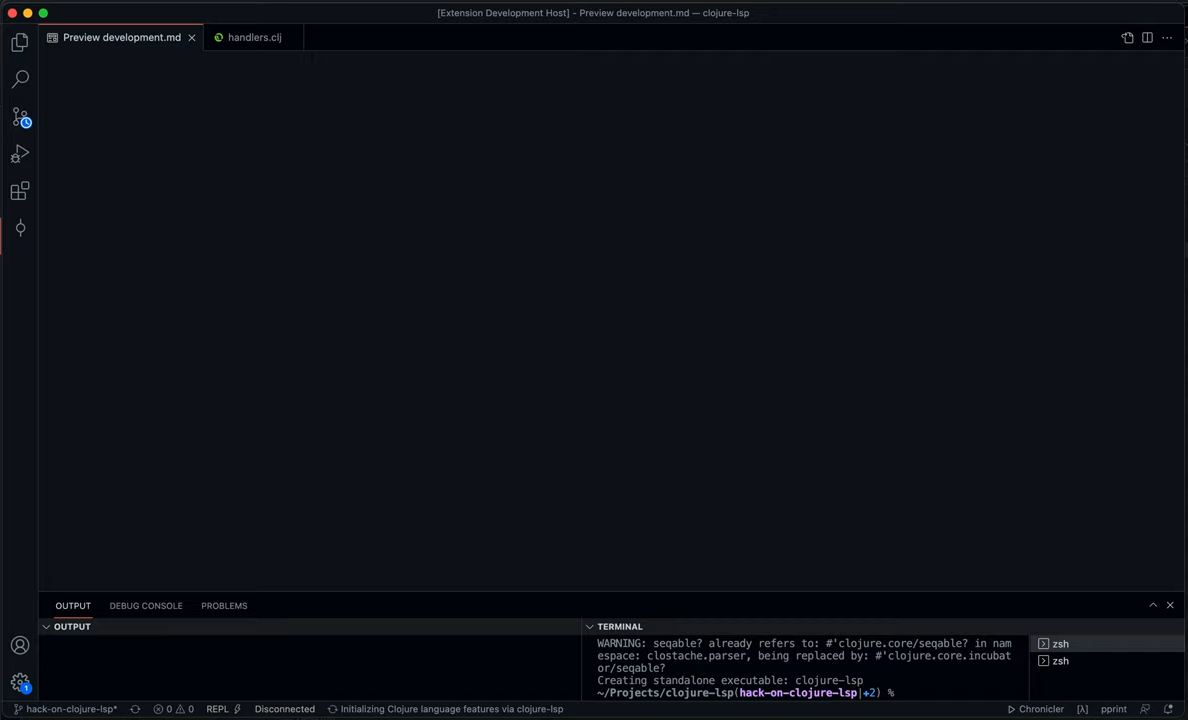 [Extension Development Host] - Preview development.md — clojure-lsp
Preview development.md
handlers.clj
OUTPUT
DEBUG CONSOLE
PROBLEMS
OUTPUT
TERMINAL
WARNING: seqable? already refers to: #'clojure.core/seqable? in nam
espace: clostache.parser, being replaced by: #'clojure.core.incubat
or/seqable?
Creating standalone executable: clojure-lsp
~/Projects/clojure-lsp(hack-on-clojure-lsp|+2) %
zsh
zsh
1
hack-on-clojure-lsp*
0
0
REPL
Disconnected
Initializing Clojure language features via clojure-lsp
Chronicler
[λ]
pprint